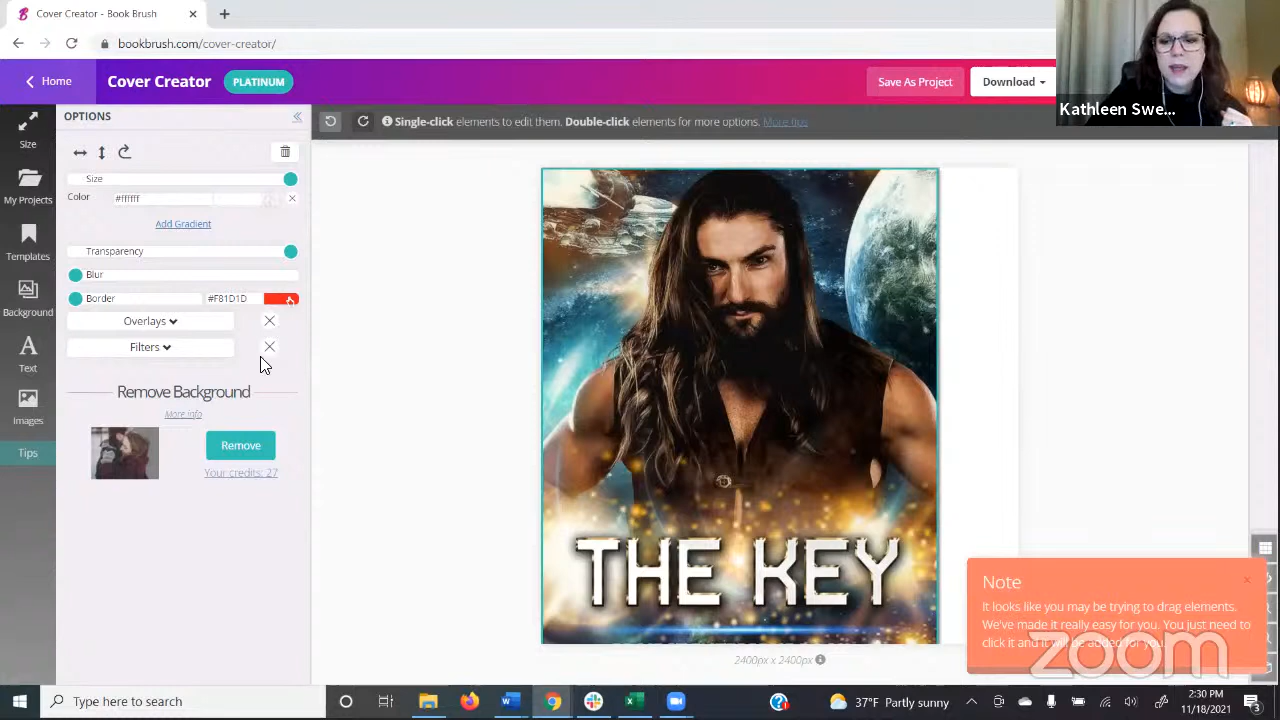 Cover Creator - Book Brush
bookbrush.com/cover-creator/
Home
Cover Creator
PLATINUM
Save As Project
Download
Kathleen Swe...
OPTIONS
Single-click elements to edit them. Double-click elements for more options. More tips
Size
My Projects
Templates
Background
Text
Images
Tips
Size
Color
#ffffff
Add Gradient
Transparency
Blur
Border
#F81D1D
Overlays
Filters
Remove Background
More info
Remove
Your credits: 27
THE KEY
2400px x 2400px
Note
It looks like you may be trying to drag elements.
We've made it really easy for you. You just need to
click it and it will be added for you.
zoom
Type here to search
37°F Partly sunny
2:30 PM
11/18/2021
3